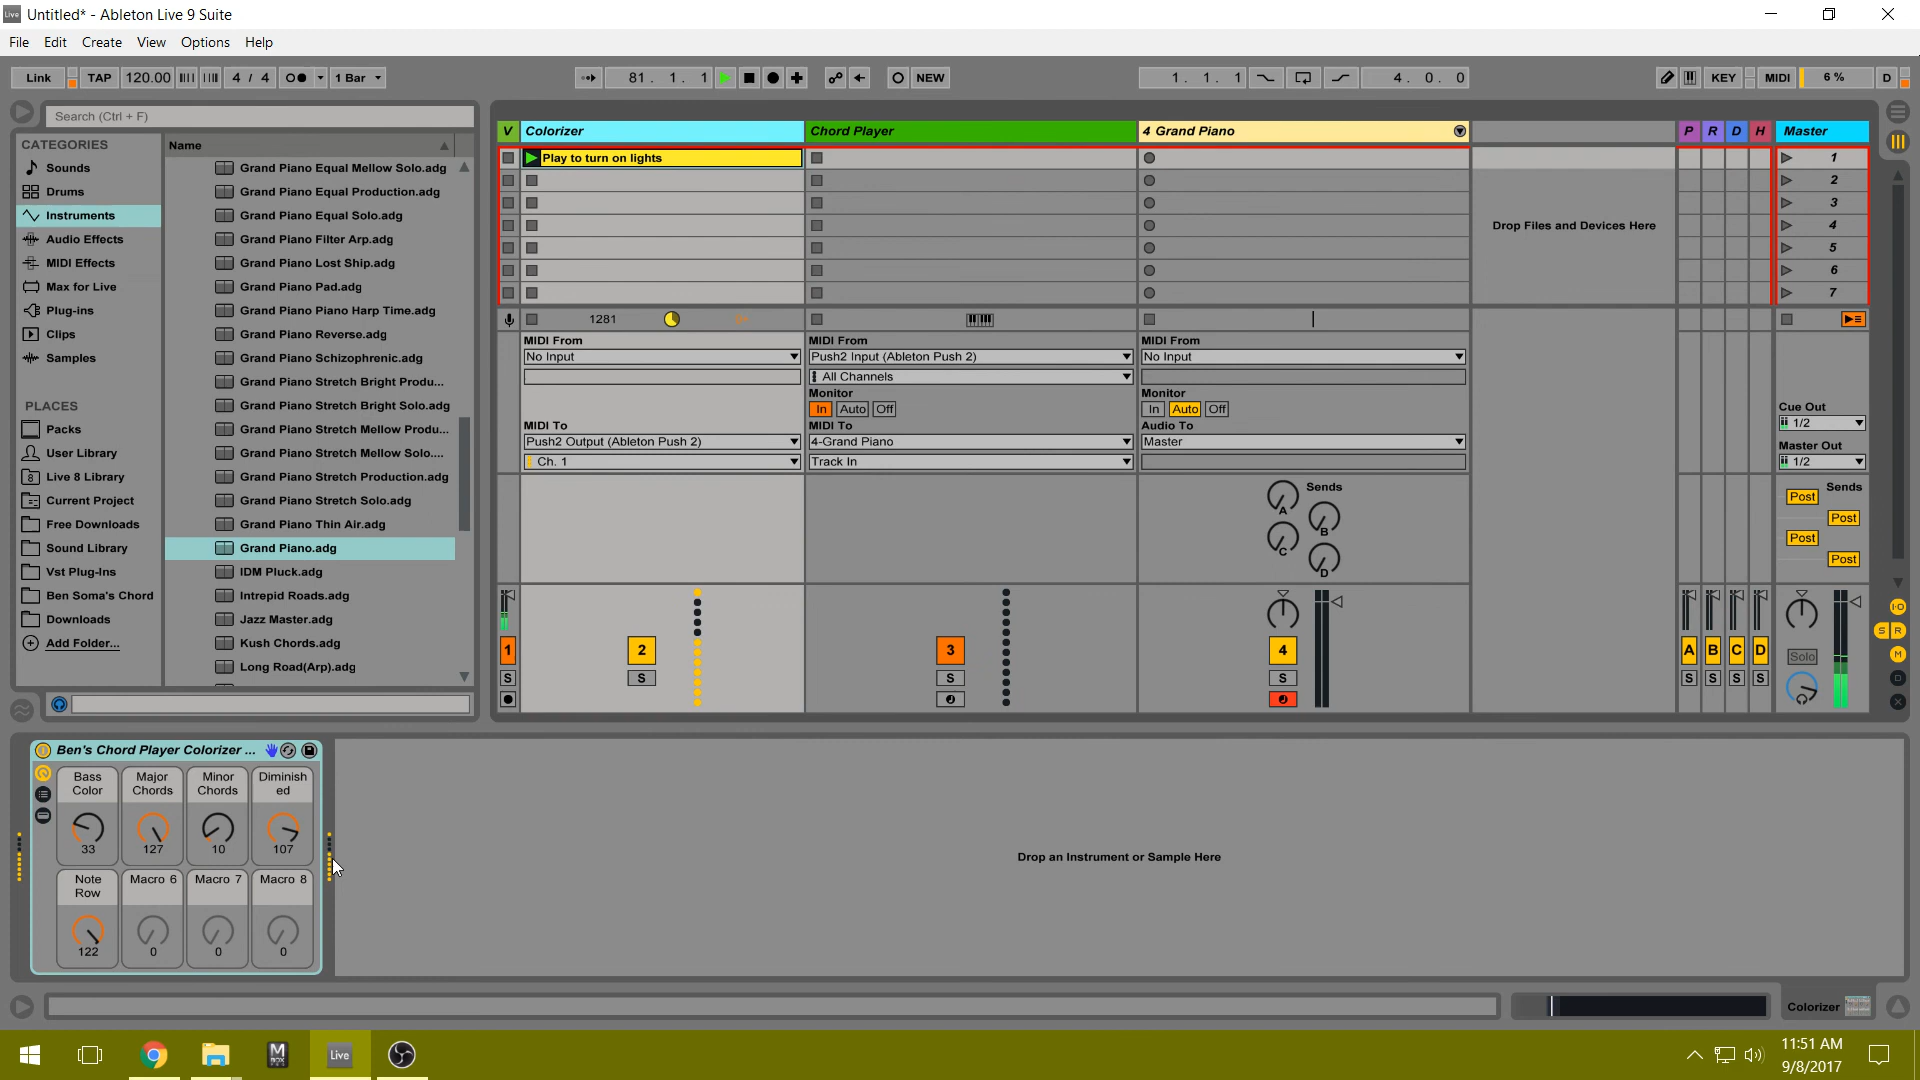 Live Untitled* - Ableton Live 9 Suite
File Edit Create View Options Help
Link TAP 120.00 4 / 4 1 Bar 81. 1. 1 NEW 1. 1. 1 4. 0. 0 KEY MIDI 6 % D
Search (Ctrl + F)
CATEGORIES
Sounds
Drums
Instruments
Audio Effects
MIDI Effects
Max for Live
Plug-ins
Clips
Samples
PLACES
Packs
User Library
Live 8 Library
Current Project
Free Downloads
Sound Library
Vst Plug-Ins
Ben Soma's Chord
Downloads
Add Folder...
Name
Grand Piano Equal Mellow Solo.adg
Grand Piano Equal Production.adg
Grand Piano Equal Solo.adg
Grand Piano Filter Arp.adg
Grand Piano Lost Ship.adg
Grand Piano Pad.adg
Grand Piano Piano Harp Time.adg
Grand Piano Reverse.adg
Grand Piano Schizophrenic.adg
Grand Piano Stretch Bright Produ...
Grand Piano Stretch Bright Solo.adg
Grand Piano Stretch Mellow Produ...
Grand Piano Stretch Mellow Solo....
Grand Piano Stretch Production.adg
Grand Piano Stretch Solo.adg
Grand Piano Thin Air.adg
Grand Piano.adg
IDM Pluck.adg
Intrepid Roads.adg
Jazz Master.adg
Kush Chords.adg
Long Road(Arp).adg
V Colorizer Chord Player 4 Grand Piano P R D H Master
Play to turn on lights 1
2
3
Drop Files and Devices Here 4
5
6
7
1281
MIDI From
No Input
MIDI To
Push2 Output (Ableton Push 2)
Ch. 1
2
S
MIDI From
Push2 Input (Ableton Push 2)
All Channels
Monitor
In Auto Off
MIDI To
4-Grand Piano
Track In
3
S
MIDI From
No Input
Monitor
In Auto Off
Audio To
Master
Sends
A
B
C
D
4
S
Cue Out
1/2
Master Out
1/2
Sends
Post
Post
Post
Post
Solo
1 A B C D
S S S S S
I·O
S R
M
D
X
Ben's Chord Player Colorizer ...
Bass Color Major Chords Minor Chords Diminish ed
33 127 10 107
Note Row Macro 6 Macro 7 Macro 8
122 0 0 0
Drop an Instrument or Sample Here
Colorizer
M
Live
11:51 AM
9/8/2017